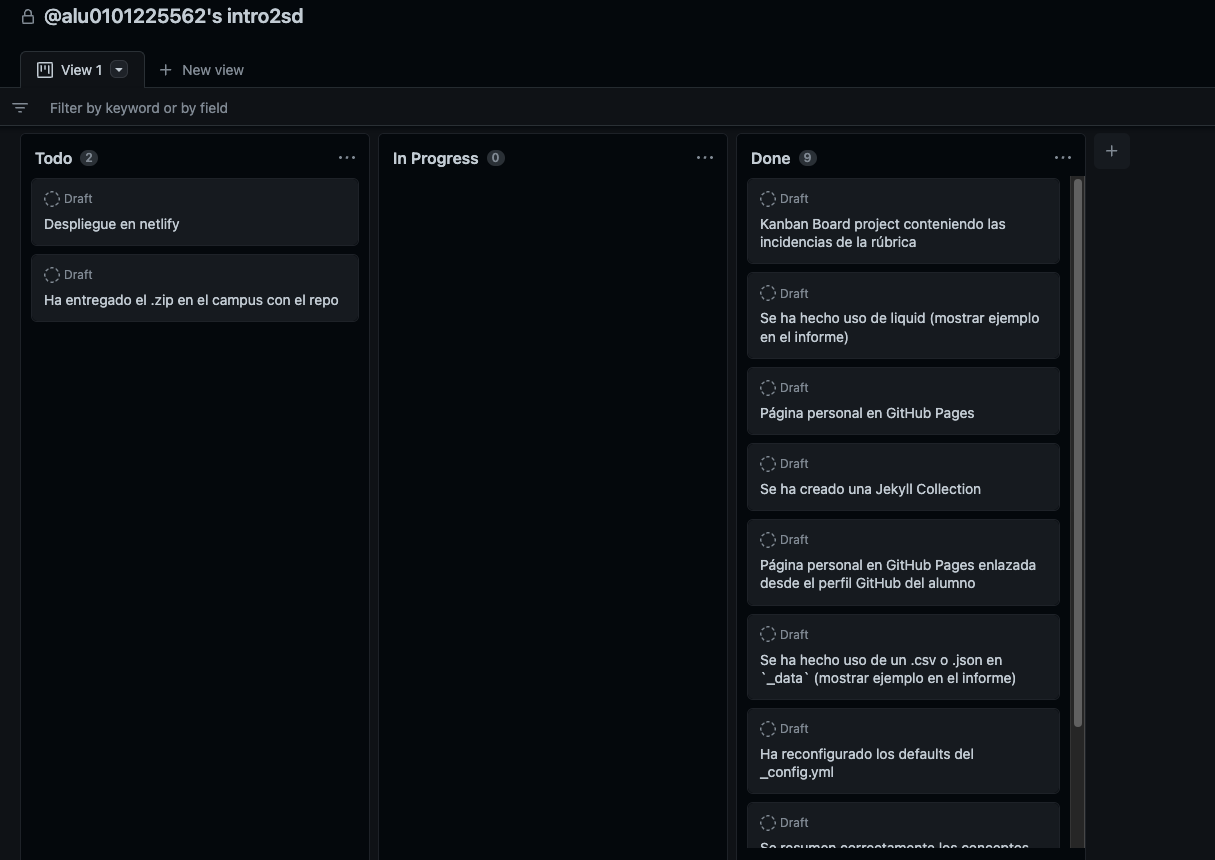 @alu0101225562's intro2sd
View 1
New view
Filter by keyword or by field
Todo 2
Draft
Despliegue en netlify
Draft
Ha entregado el .zip en el campus con el repo
In Progress 0
Done 9
Draft
Kanban Board project conteniendo las
incidencias de la rúbrica
Draft
Se ha hecho uso de liquid (mostrar ejemplo
en el informe)
Draft
Página personal en GitHub Pages
Draft
Se ha creado una Jekyll Collection
Draft
Página personal en GitHub Pages enlazada
desde el perfil GitHub del alumno
Draft
Se ha hecho uso de un .csv o .json en
`_data` (mostrar ejemplo en el informe)
Draft
Ha reconfigurado los defaults del
_config.yml
Draft
Se resumen correctamente los conceptos